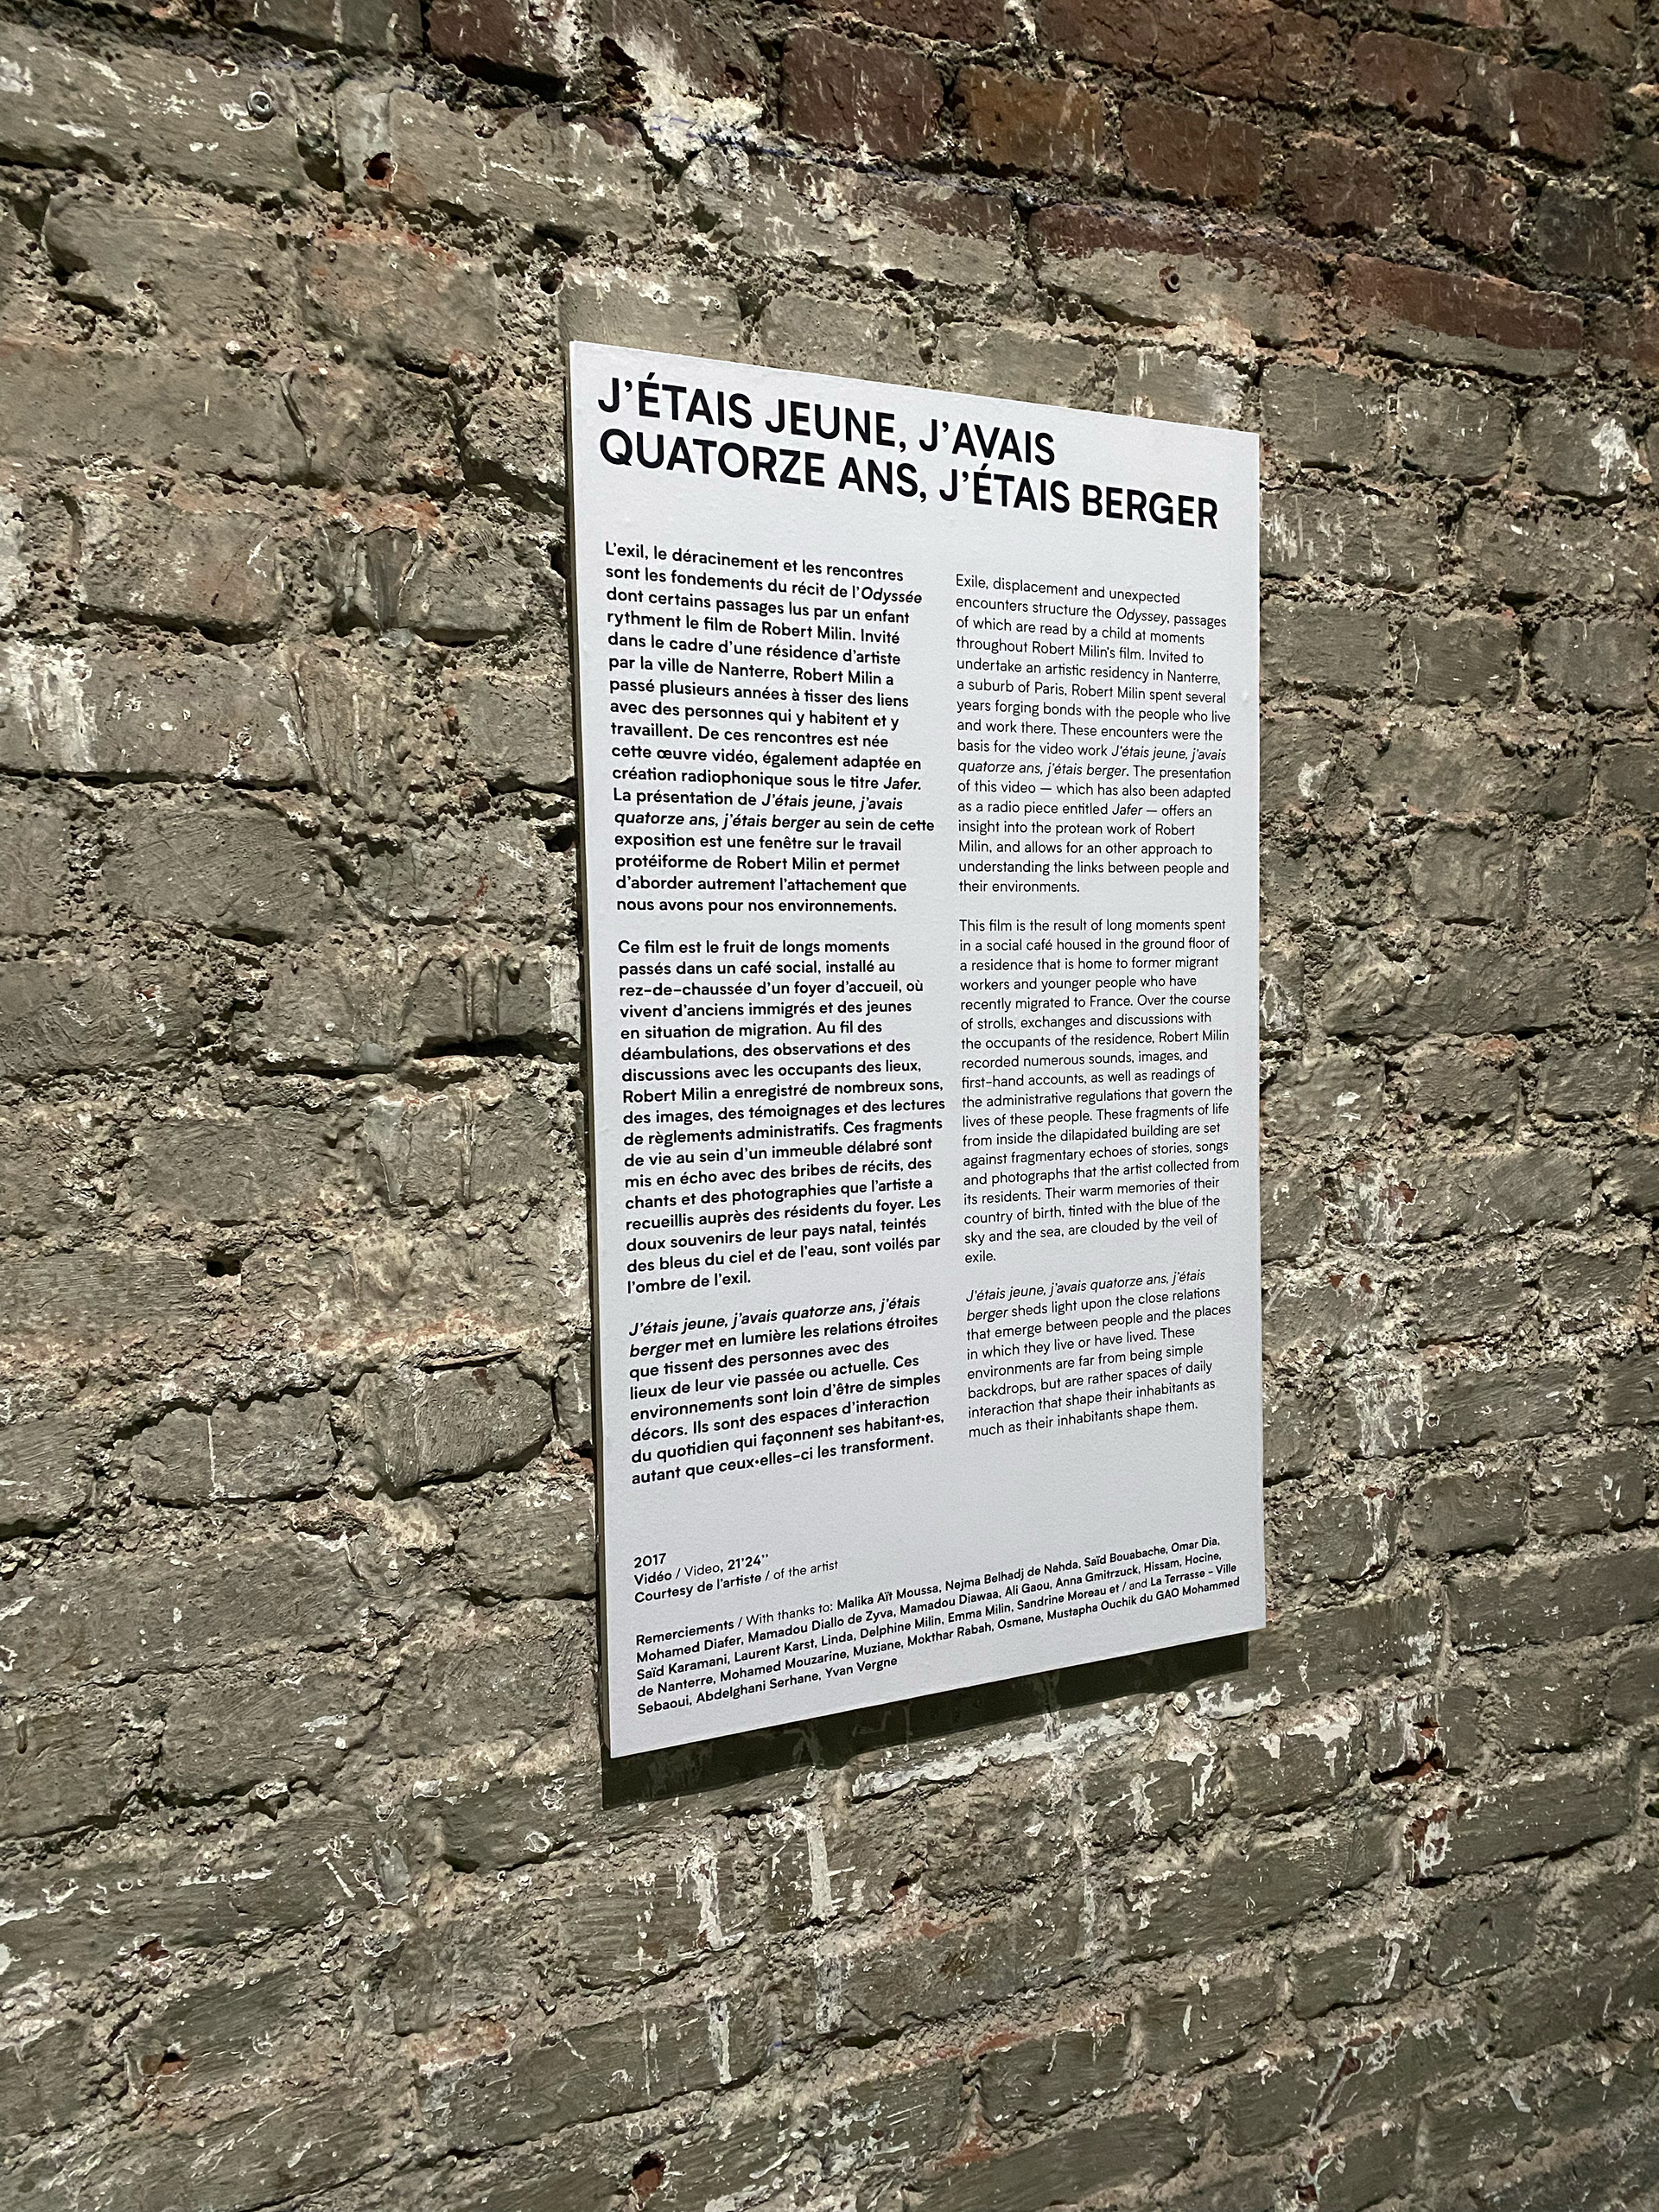 J'ÉTAIS JEUNE, J'AVAIS
QUATORZE ANS, J'ÉTAIS BERGER
L'exil, le déracinement et les rencontres
sont les fondements du récit de l'Odyssée
dont certains passages lus par un enfant
rythment le film de Robert Milin. Invité
dans le cadre d'une résidence d'artiste
par la ville de Nanterre, Robert Milin a
passé plusieurs années à tisser des liens
avec des personnes qui y habitent et y
travaillent. De ces rencontres est née
cette œuvre vidéo, également adaptée en
création radiophonique sous le titre Jafer.
La présentation de J'étais jeune, j'avais
quatorze ans, j'étais berger au sein de cette
exposition est une fenêtre sur le travail
protéiforme de Robert Milin et permet
d'aborder autrement l'attachement que
nous avons pour nos environnements.
Ce film est le fruit de longs moments
passés dans un café social, installé au
rez-de-chaussée d'un foyer d'accueil, où
vivent d'anciens immigrés et des jeunes
en situation de migration. Au fil des
déambulations, des observations et des
discussions avec les occupants des lieux,
Robert Milin a enregistré de nombreux sons,
des images, des témoignages et des lectures
de règlements administratifs. Ces fragments
de vie au sein d'un immeuble délabré sont
mis en écho avec des bribes de récits, des
chants et des photographies que l'artiste a
recueillis auprès des résidents du foyer. Les
doux souvenirs de leur pays natal, teintés
des bleus du ciel et de l'eau, sont voilés par
l'ombre de l'exil.
J'étais jeune, j'avais quatorze ans, j'étais
berger met en lumière les relations étroites
que tissent des personnes avec des
lieux de leur vie passée ou actuelle. Ces
environnements sont loin d'être de simples
décors. Ils sont des espaces d'interaction
du quotidien qui façonnent ses habitant·es,
autant que ceux·elles-ci les transforment.
Exile, displacement and unexpected
encounters structure the Odyssey, passages
of which are read by a child at moments
throughout Robert Milin's film. Invited to
undertake an artistic residency in Nanterre,
a suburb of Paris, Robert Milin spent several
years forging bonds with the people who live
and work there. These encounters were the
basis for the video work J'étais jeune, j'avais
quatorze ans, j'étais berger. The presentation
of this video — which has also been adapted
as a radio piece entitled Jafer — offers an
insight into the protean work of Robert
Milin, and allows for an other approach to
understanding the links between people and
their environments.
This film is the result of long moments spent
in a social café housed in the ground floor of
a residence that is home to former migrant
workers and younger people who have
recently migrated to France. Over the course
of strolls, exchanges and discussions with
the occupants of the residence, Robert Milin
recorded numerous sounds, images, and
first-hand accounts, as well as readings of
the administrative regulations that govern the
lives of these people. These fragments of life
from inside the dilapidated building are set
against fragmentary echoes of stories, songs
and photographs that the artist collected from
its residents. Their warm memories of their
country of birth, tinted with the blue of the
sky and the sea, are clouded by the veil of
exile.
J'étais jeune, j'avais quatorze ans, j'étais
berger sheds light upon the close relations
that emerge between people and the places
in which they live or have lived. These
environments are far from being simple
backdrops, but are rather spaces of daily
interaction that shape their inhabitants as
much as their inhabitants shape them.
2017
Vidéo / Video, 21'24''
Courtesy de l'artiste / of the artist
Remerciements / With thanks to: Malika Aït Moussa, Nejma Belhadj de Nahda, Saïd Bouabache, Omar Dia,
Mohamed Diafer, Mamadou Diallo de Zyva, Mamadou Diawaa, Ali Gaou, Anna Gmitrzuck, Hissam, Hocine,
Saïd Karamani, Laurent Karst, Linda, Delphine Milin, Emma Milin, Sandrine Moreau et / and La Terrasse - Ville
de Nanterre, Mohamed Mouzarine, Muziane, Mokthar Rabah, Osmane, Mustapha Ouchik du GAO Mohammed
Sebaoui, Abdelghani Serhane, Yvan Vergne